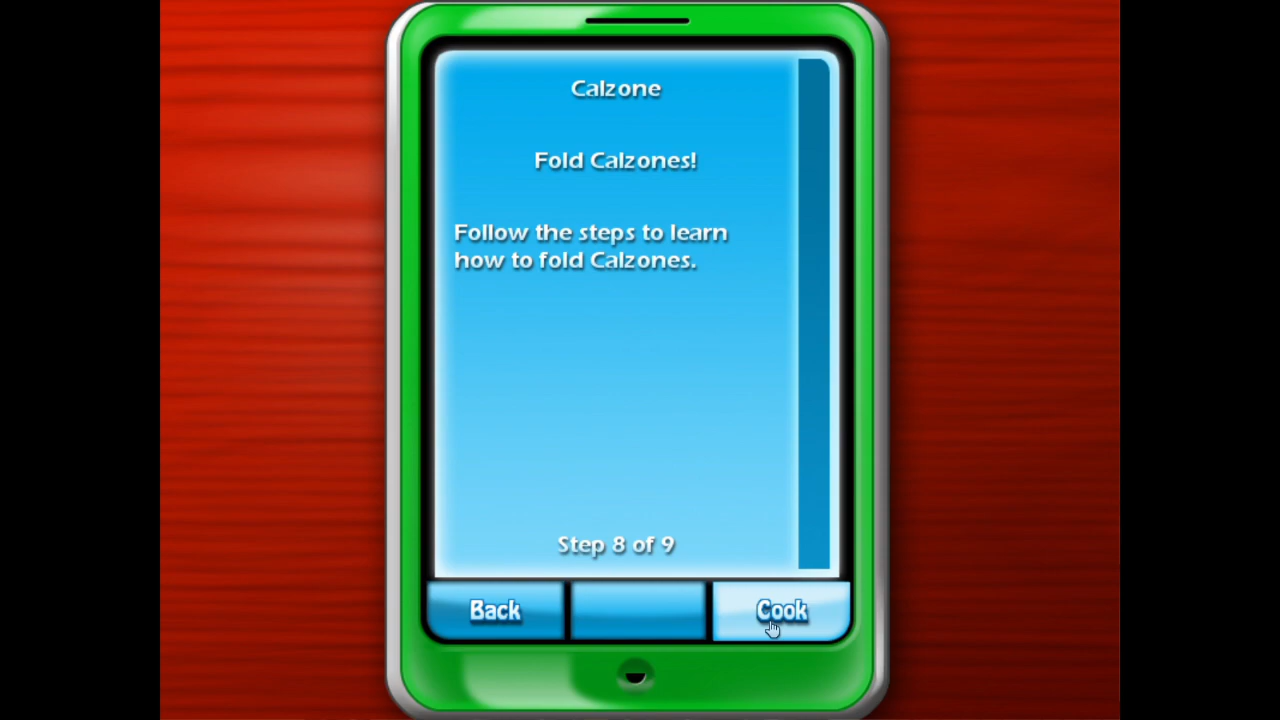 Calzone
Fold Calzones!
Follow the steps to learn
how to fold Calzones.
Step 8 of 9
Back
Cook